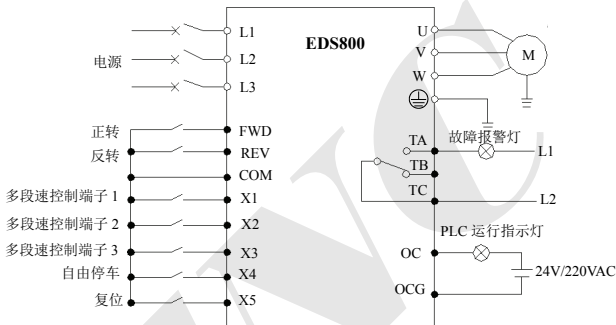 EDS800
L1
电源
L2
L3
正转
FWD
反转
REV
COM
多段速控制端子 1
X1
多段速控制端子 2
X2
多段速控制端子 3
X3
自由停车
X4
复位
X5
U
V
W
M
TA
故障报警灯
L1
TB
TC
L2
PLC 运行指示灯
OC
24V/220VAC
OCG